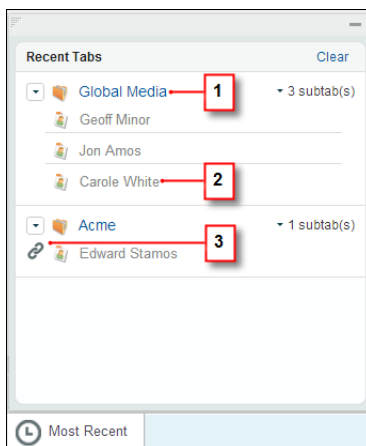 Recent Tabs Clear
Global Media 1 3 subtab(s)
Geoff Minor
Jon Amos
Carole White 2
Acme 1 subtab(s)
3
Edward Stamos
Most Recent